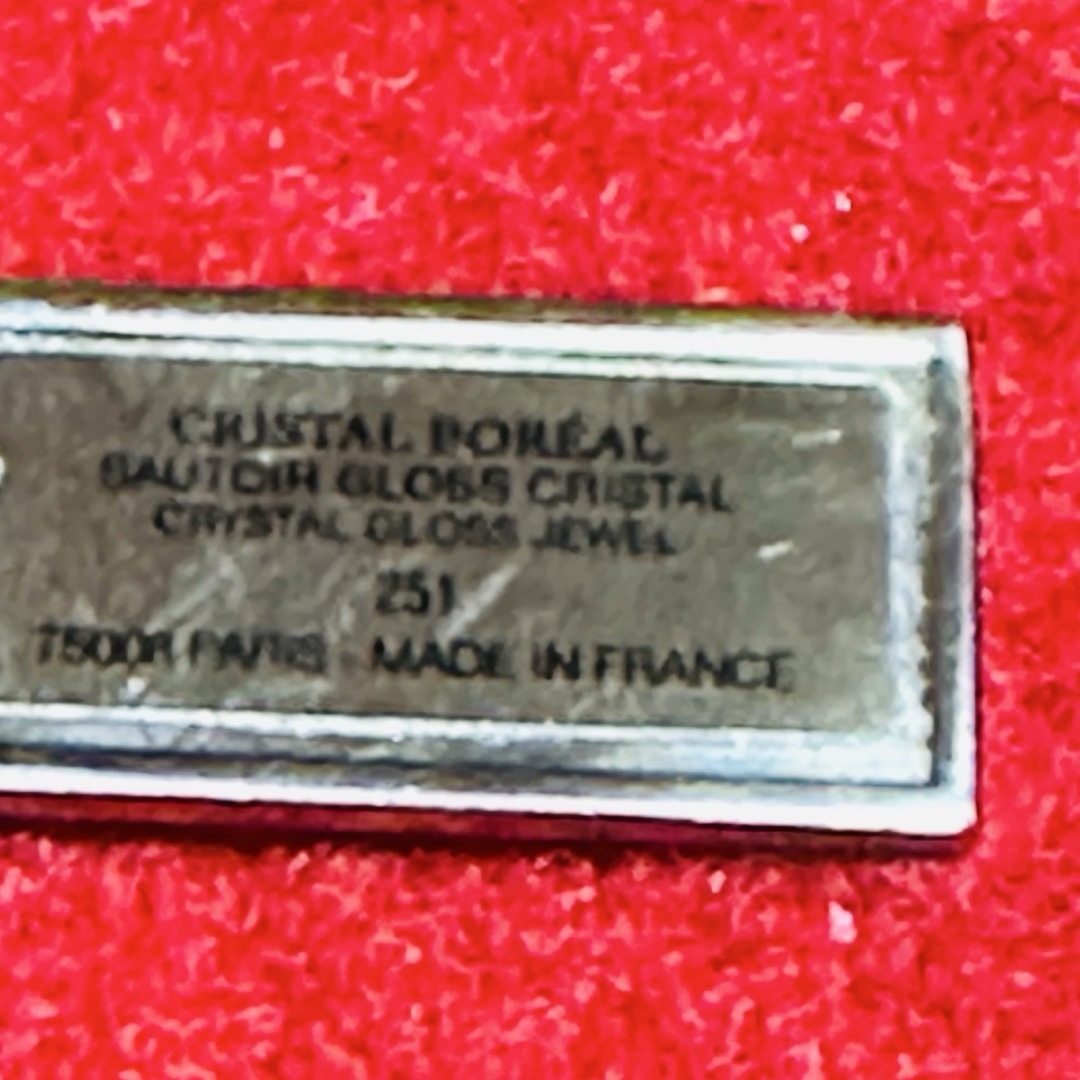 CRISTAL BORÉAL
SAUTOIR GLOSS CRISTAL
CRYSTAL GLOSS JEWEL
251
75008 PARIS MADE IN FRANCE